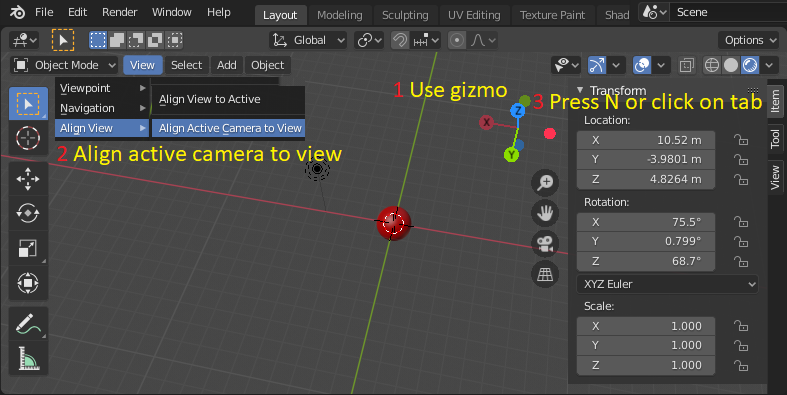 File Edit Render Window Help Layout Modeling Sculpting UV Editing Texture Paint Shad Scene
Global Options
Object Mode View Select Add Object
Viewpoint
Navigation
Align View
Align View to Active
Align Active Camera to View
1 Use gizmo
2 Align active camera to view
3 Press N or click on tab
X
Y
Z
Transform
Location:
X 10.52 m
Y -3.9801 m
Z 4.8264 m
Rotation:
X 75.5°
Y 0.799°
Z 68.7°
XYZ Euler
Scale:
X 1.000
Y 1.000
Z 1.000
Item
Tool
View